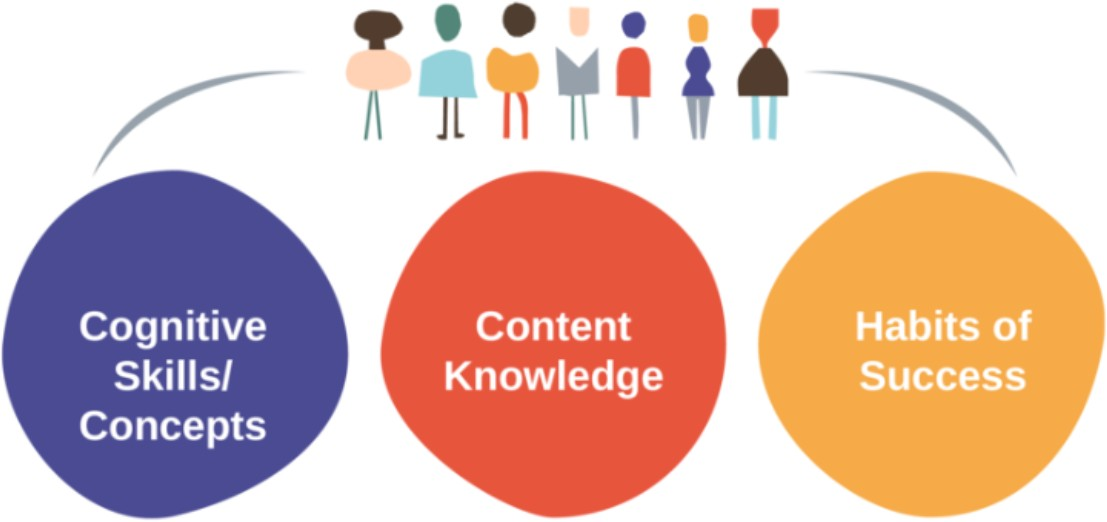 Cognitive
Skills/
Concepts
Content
Knowledge
Habits of
Success